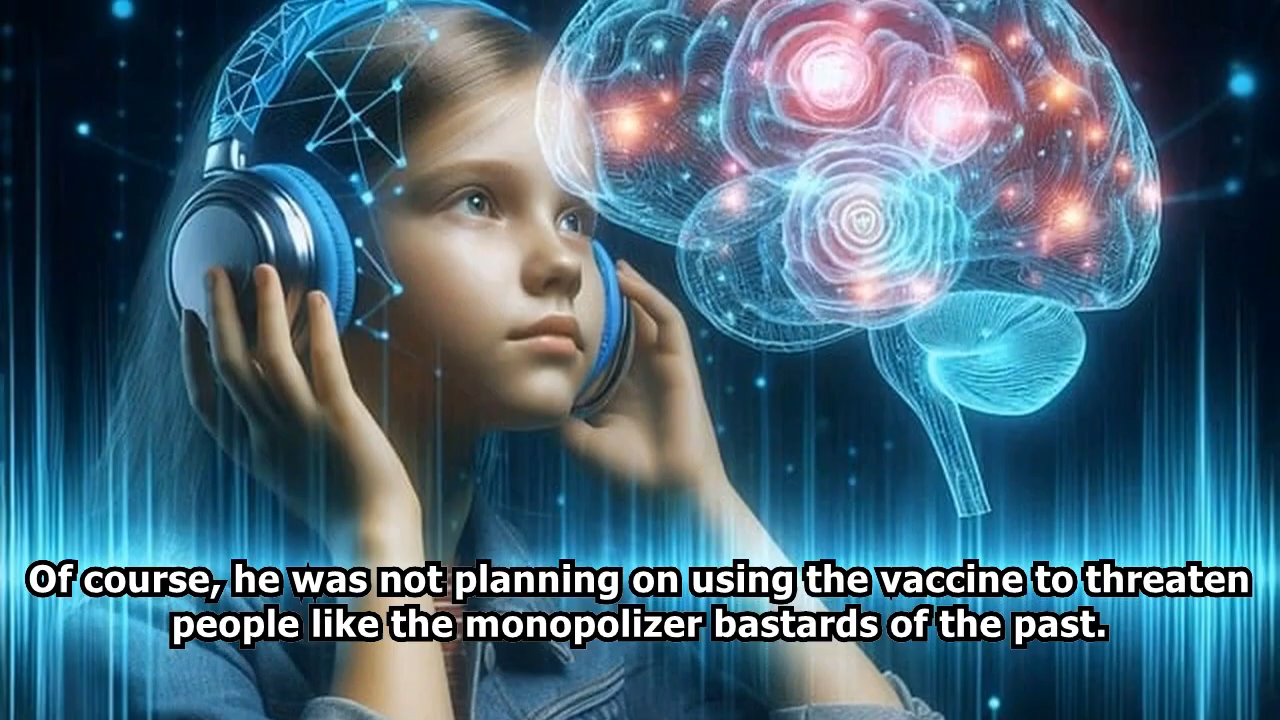 Of course, he was not planning on using the vaccine to threaten
people like the monopolizer bastards of the past.